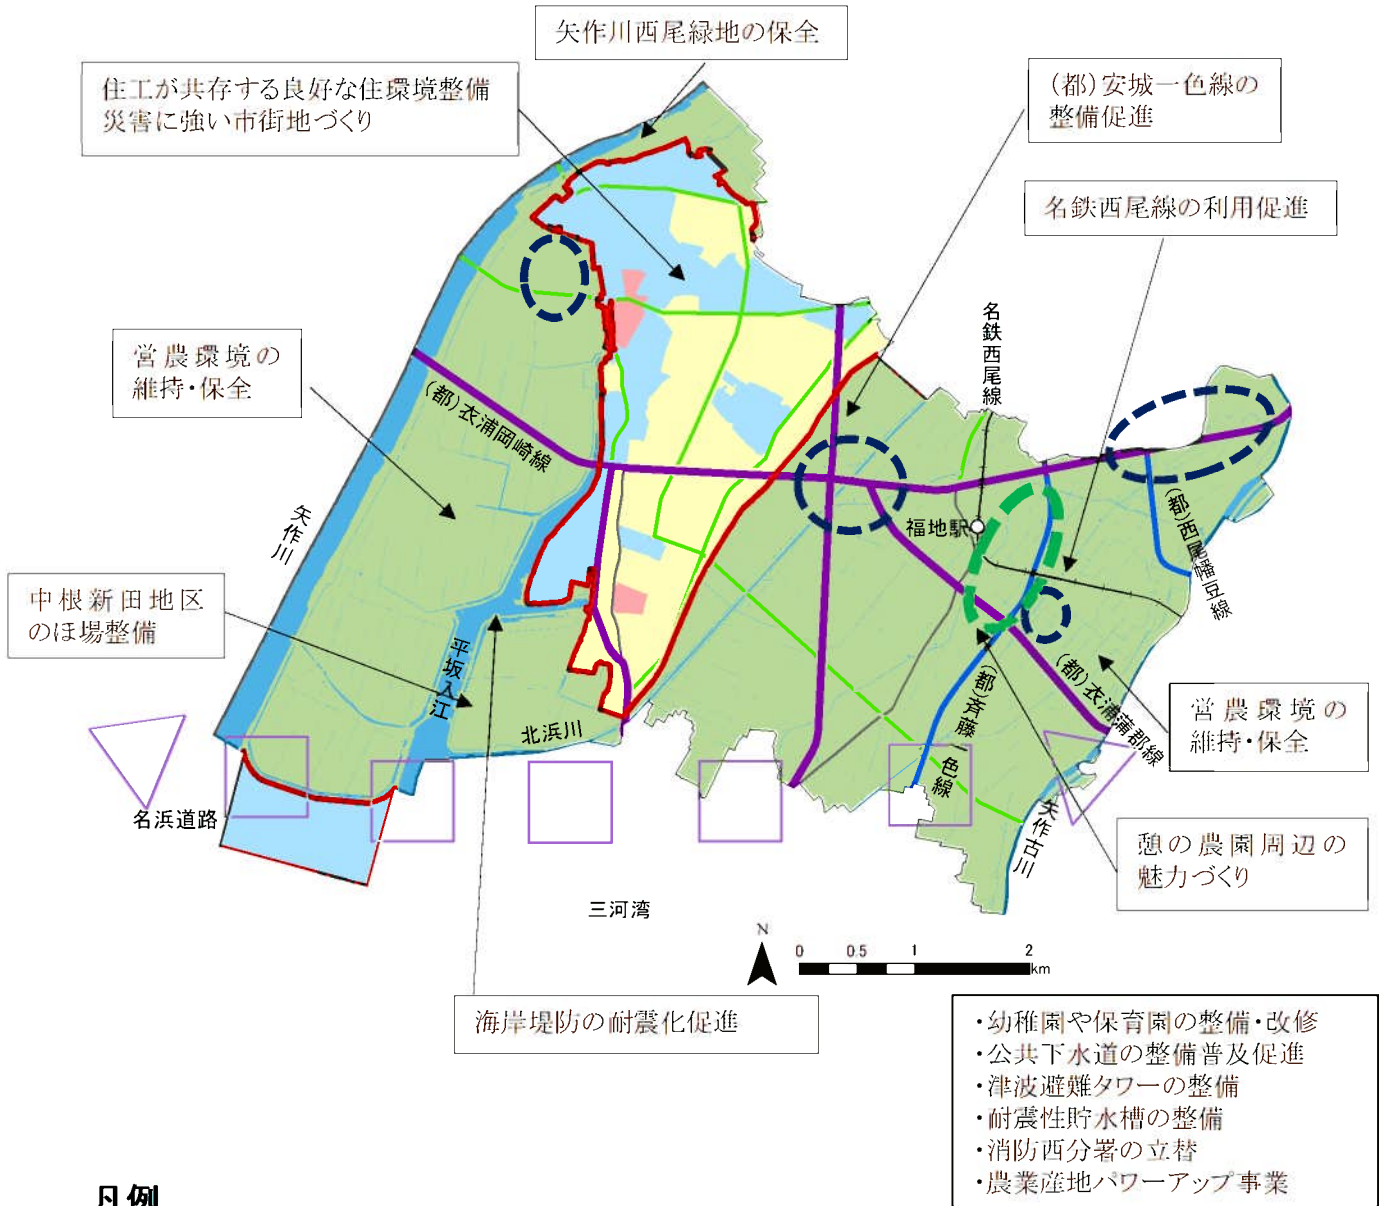 矢作川西尾緑地の保全
住工が共存する良好な住環境整備
災害に強い市街地づくり
(都)安城一色線の
整備促進
名鉄西尾線の利用促進
名鉄西尾線
営農環境の
維持・保全
(都)衣浦岡崎線
矢作川
福地駅
(都)西尾幡豆線
中根新田地区
のほ場整備
平坂入江
北浜川
(都)斉藤一色線
(都)衣浦蒲郡線
営農環境の
維持・保全
名浜道路
矢作古川
憩の農園周辺の
魅力づくり
三河湾
N
0 0.5 1 2
km
海岸堤防の耐震化促進
・幼稚園や保育園の整備・改修
・公共下水道の整備普及促進
・津波避難タワーの整備
・耐震性貯水槽の整備
・消防西分署の立替
・農業産地パワーアップ事業
凡例